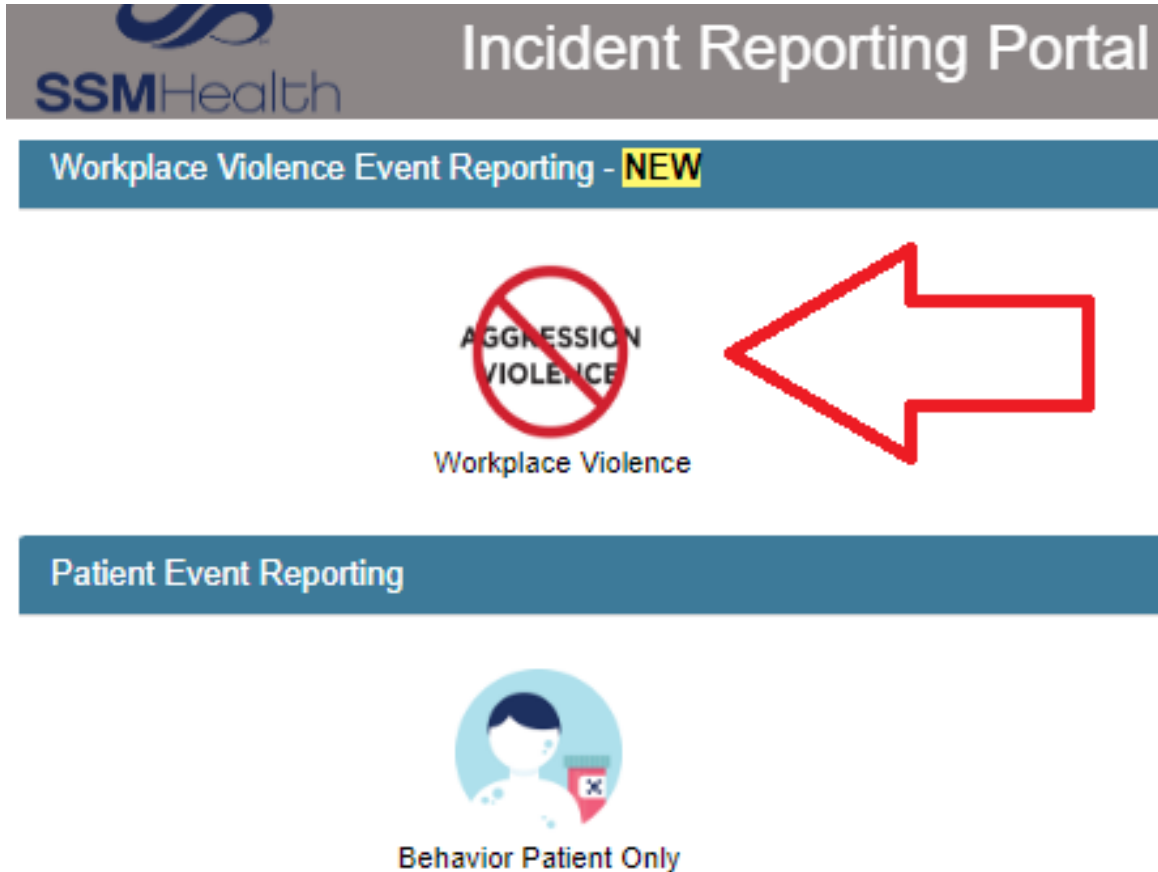 Incident Reporting Portal
SSMHealth
Workplace Violence Event Reporting - NEW
AGGRESSION
VIOLENCE
Workplace Violence
Patient Event Reporting
X
Behavior Patient Only